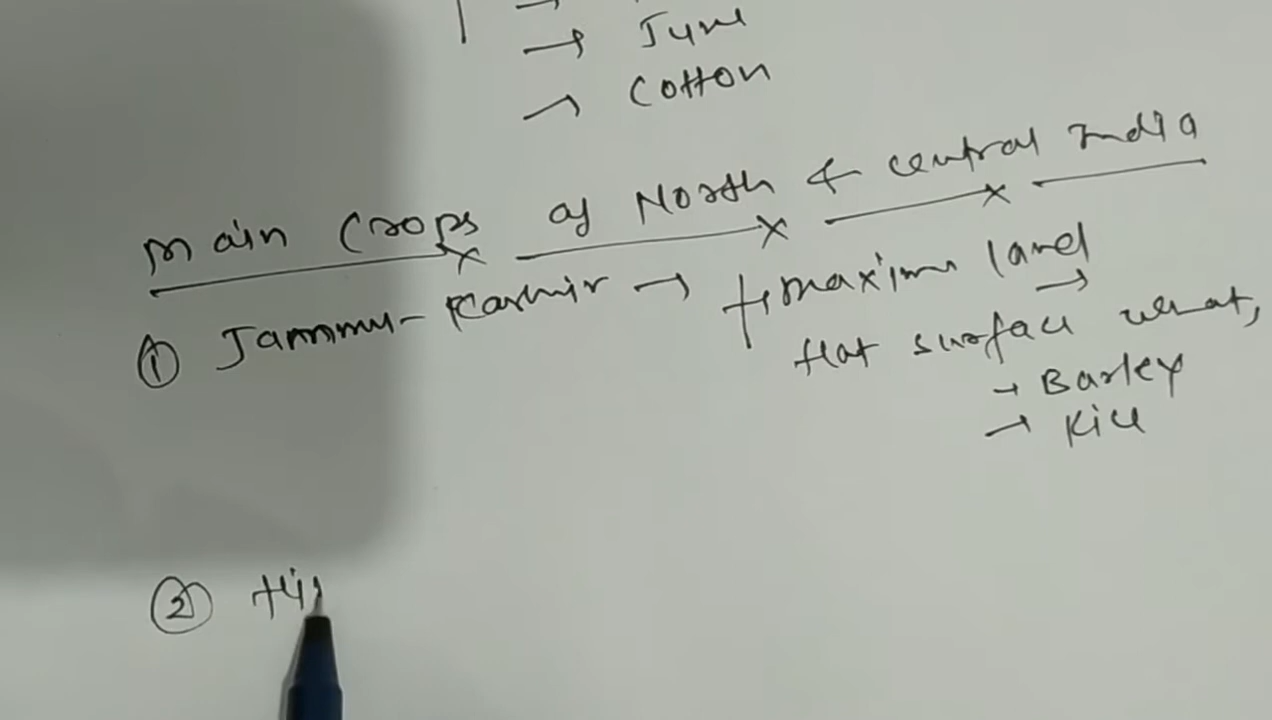 → Jute
→ Cotton
Main Crops of North & central India
① Jammu-Kashmir → maximum land →
flat surface wheat,
→ Barley
→ Rice
② Hi